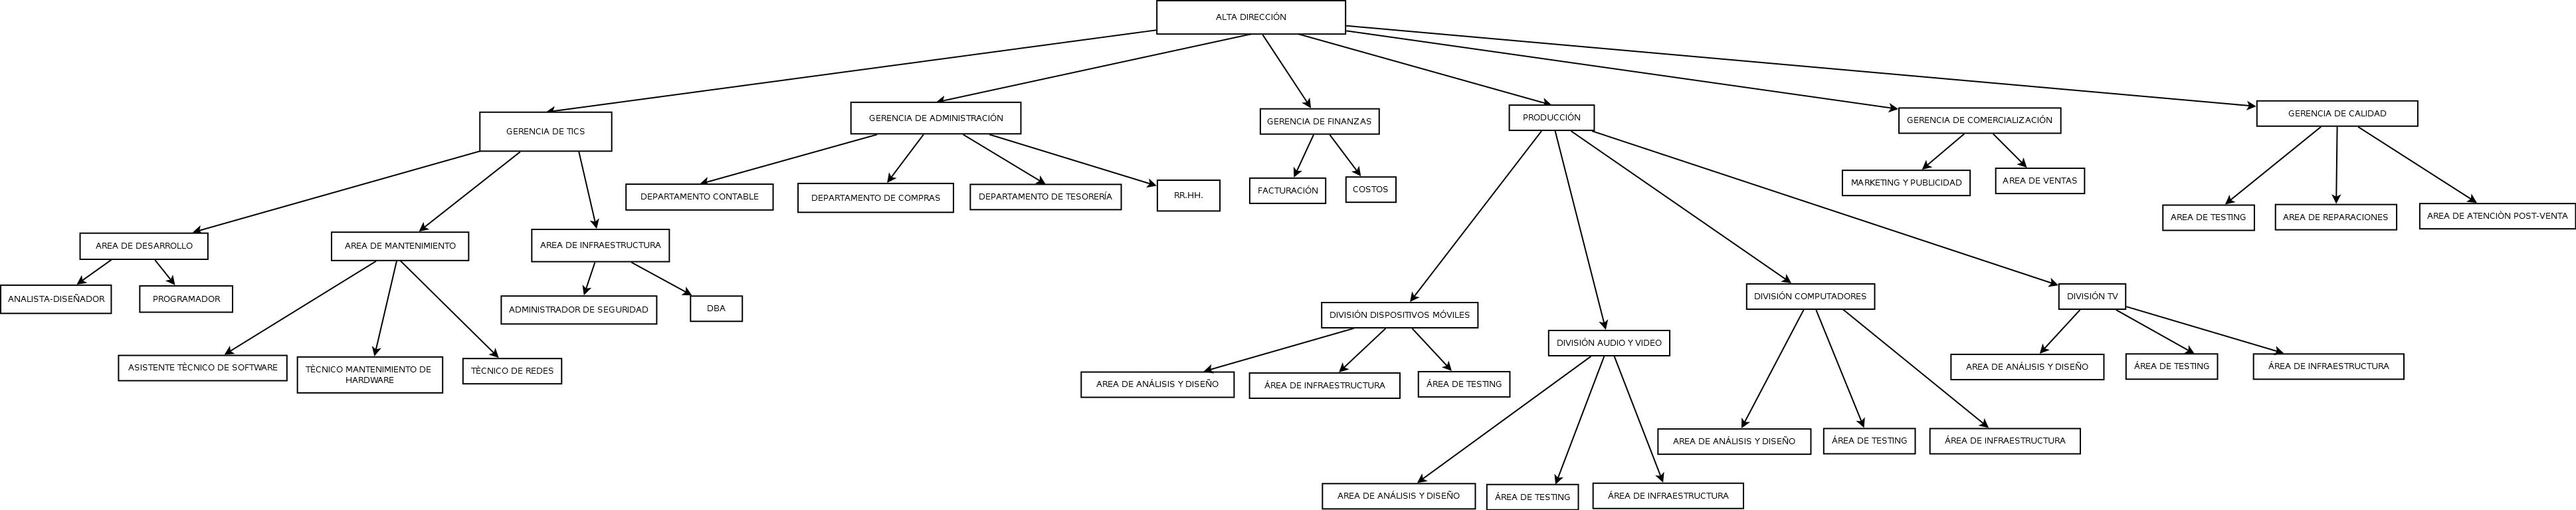 ALTA DIRECCIÓN
GERENCIA DE TICS
GERENCIA DE ADMINISTRACIÓN
GERENCIA DE FINANZAS
PRODUCCIÓN
GERENCIA DE COMERCIALIZACIÓN
GERENCIA DE CALIDAD
DEPARTAMENTO CONTABLE
DEPARTAMENTO DE COMPRAS
DEPARTAMENTO DE TESORERÍA
RR.HH.
FACTURACIÓN
COSTOS
MARKETING Y PUBLICIDAD
AREA DE VENTAS
AREA DE TESTING
AREA DE REPARACIONES
AREA DE ATENCIÒN POST-VENTA
AREA DE DESARROLLO
AREA DE MANTENIMIENTO
AREA DE INFRAESTRUCTURA
ANALISTA-DISEÑADOR
PROGRAMADOR
ADMINISTRADOR DE SEGURIDAD
DBA
DIVISIÓN DISPOSITIVOS MÓVILES
DIVISIÓN AUDIO Y VIDEO
DIVISIÓN COMPUTADORES
DIVISIÓN TV
ASISTENTE TÈCNICO DE SOFTWARE
TÈCNICO MANTENIMIENTO DE
HARDWARE
TÈCNICO DE REDES
AREA DE ANÁLISIS Y DISEÑO
ÁREA DE INFRAESTRUCTURA
ÁREA DE TESTING
AREA DE ANÁLISIS Y DISEÑO
ÁREA DE TESTING
ÁREA DE INFRAESTRUCTURA
AREA DE ANÁLISIS Y DISEÑO
ÁREA DE TESTING
ÁREA DE INFRAESTRUCTURA
AREA DE ANÁLISIS Y DISEÑO
ÁREA DE TESTING
ÁREA DE INFRAESTRUCTURA